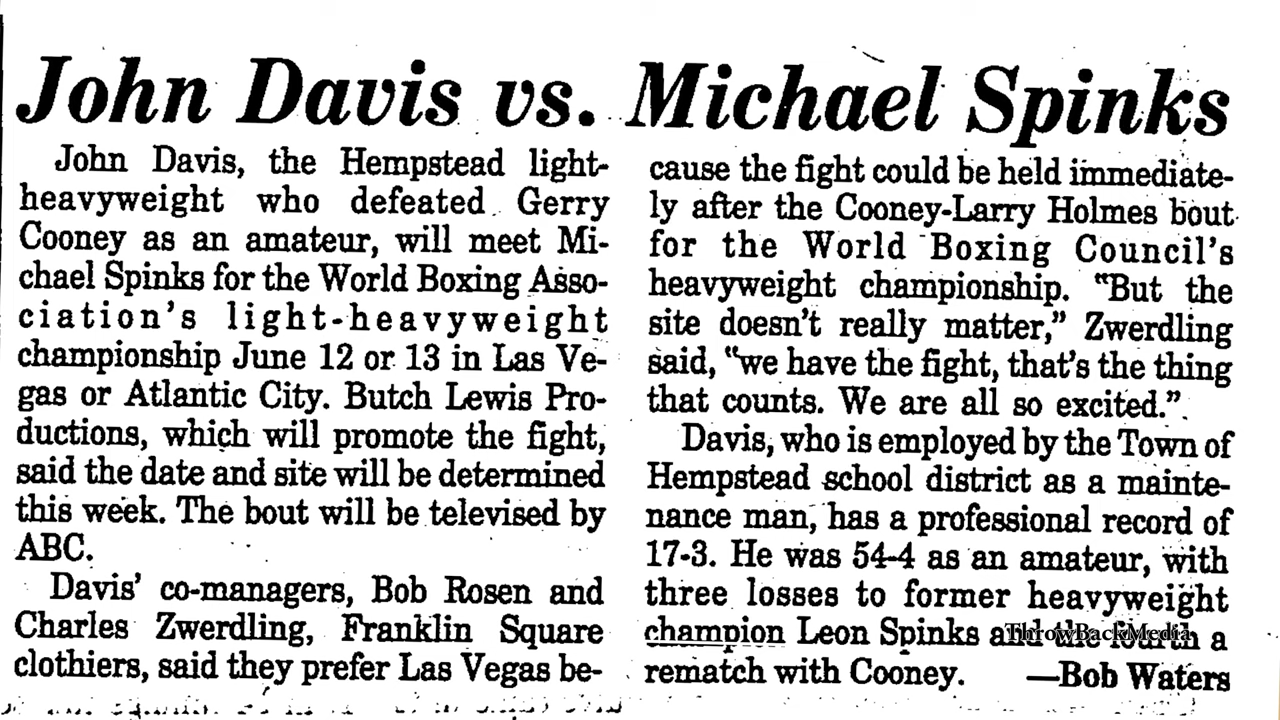 John Davis vs. Michael Spinks
John Davis, the Hempstead light-
heavyweight who defeated Gerry
Cooney as an amateur, will meet Mi-
chael Spinks for the World Boxing Asso-
ciation's light-heavyweight
championship June 12 or 13 in Las Ve-
gas or Atlantic City. Butch Lewis Pro-
ductions, which will promote the fight,
said the date and site will be determined
this week. The bout will be televised by
ABC.
Davis' co-managers, Bob Rosen and
Charles Zwerdling, Franklin Square
clothiers, said they prefer Las Vegas be-
cause the fight could be held immediate-
ly after the Cooney-Larry Holmes bout
for the World Boxing Council's
heavyweight championship. "But the
site doesn't really matter," Zwerdling
said, "we have the fight, that's the thing
that counts. We are all so excited."
Davis, who is employed by the Town of
Hempstead school district as a mainte-
nance man, has a professional record of
17-3. He was 54-4 as an amateur, with
three losses to former heavyweight
champion Leon Spinks and the fourth a
rematch with Cooney. —Bob Waters
ThrowBackMedia